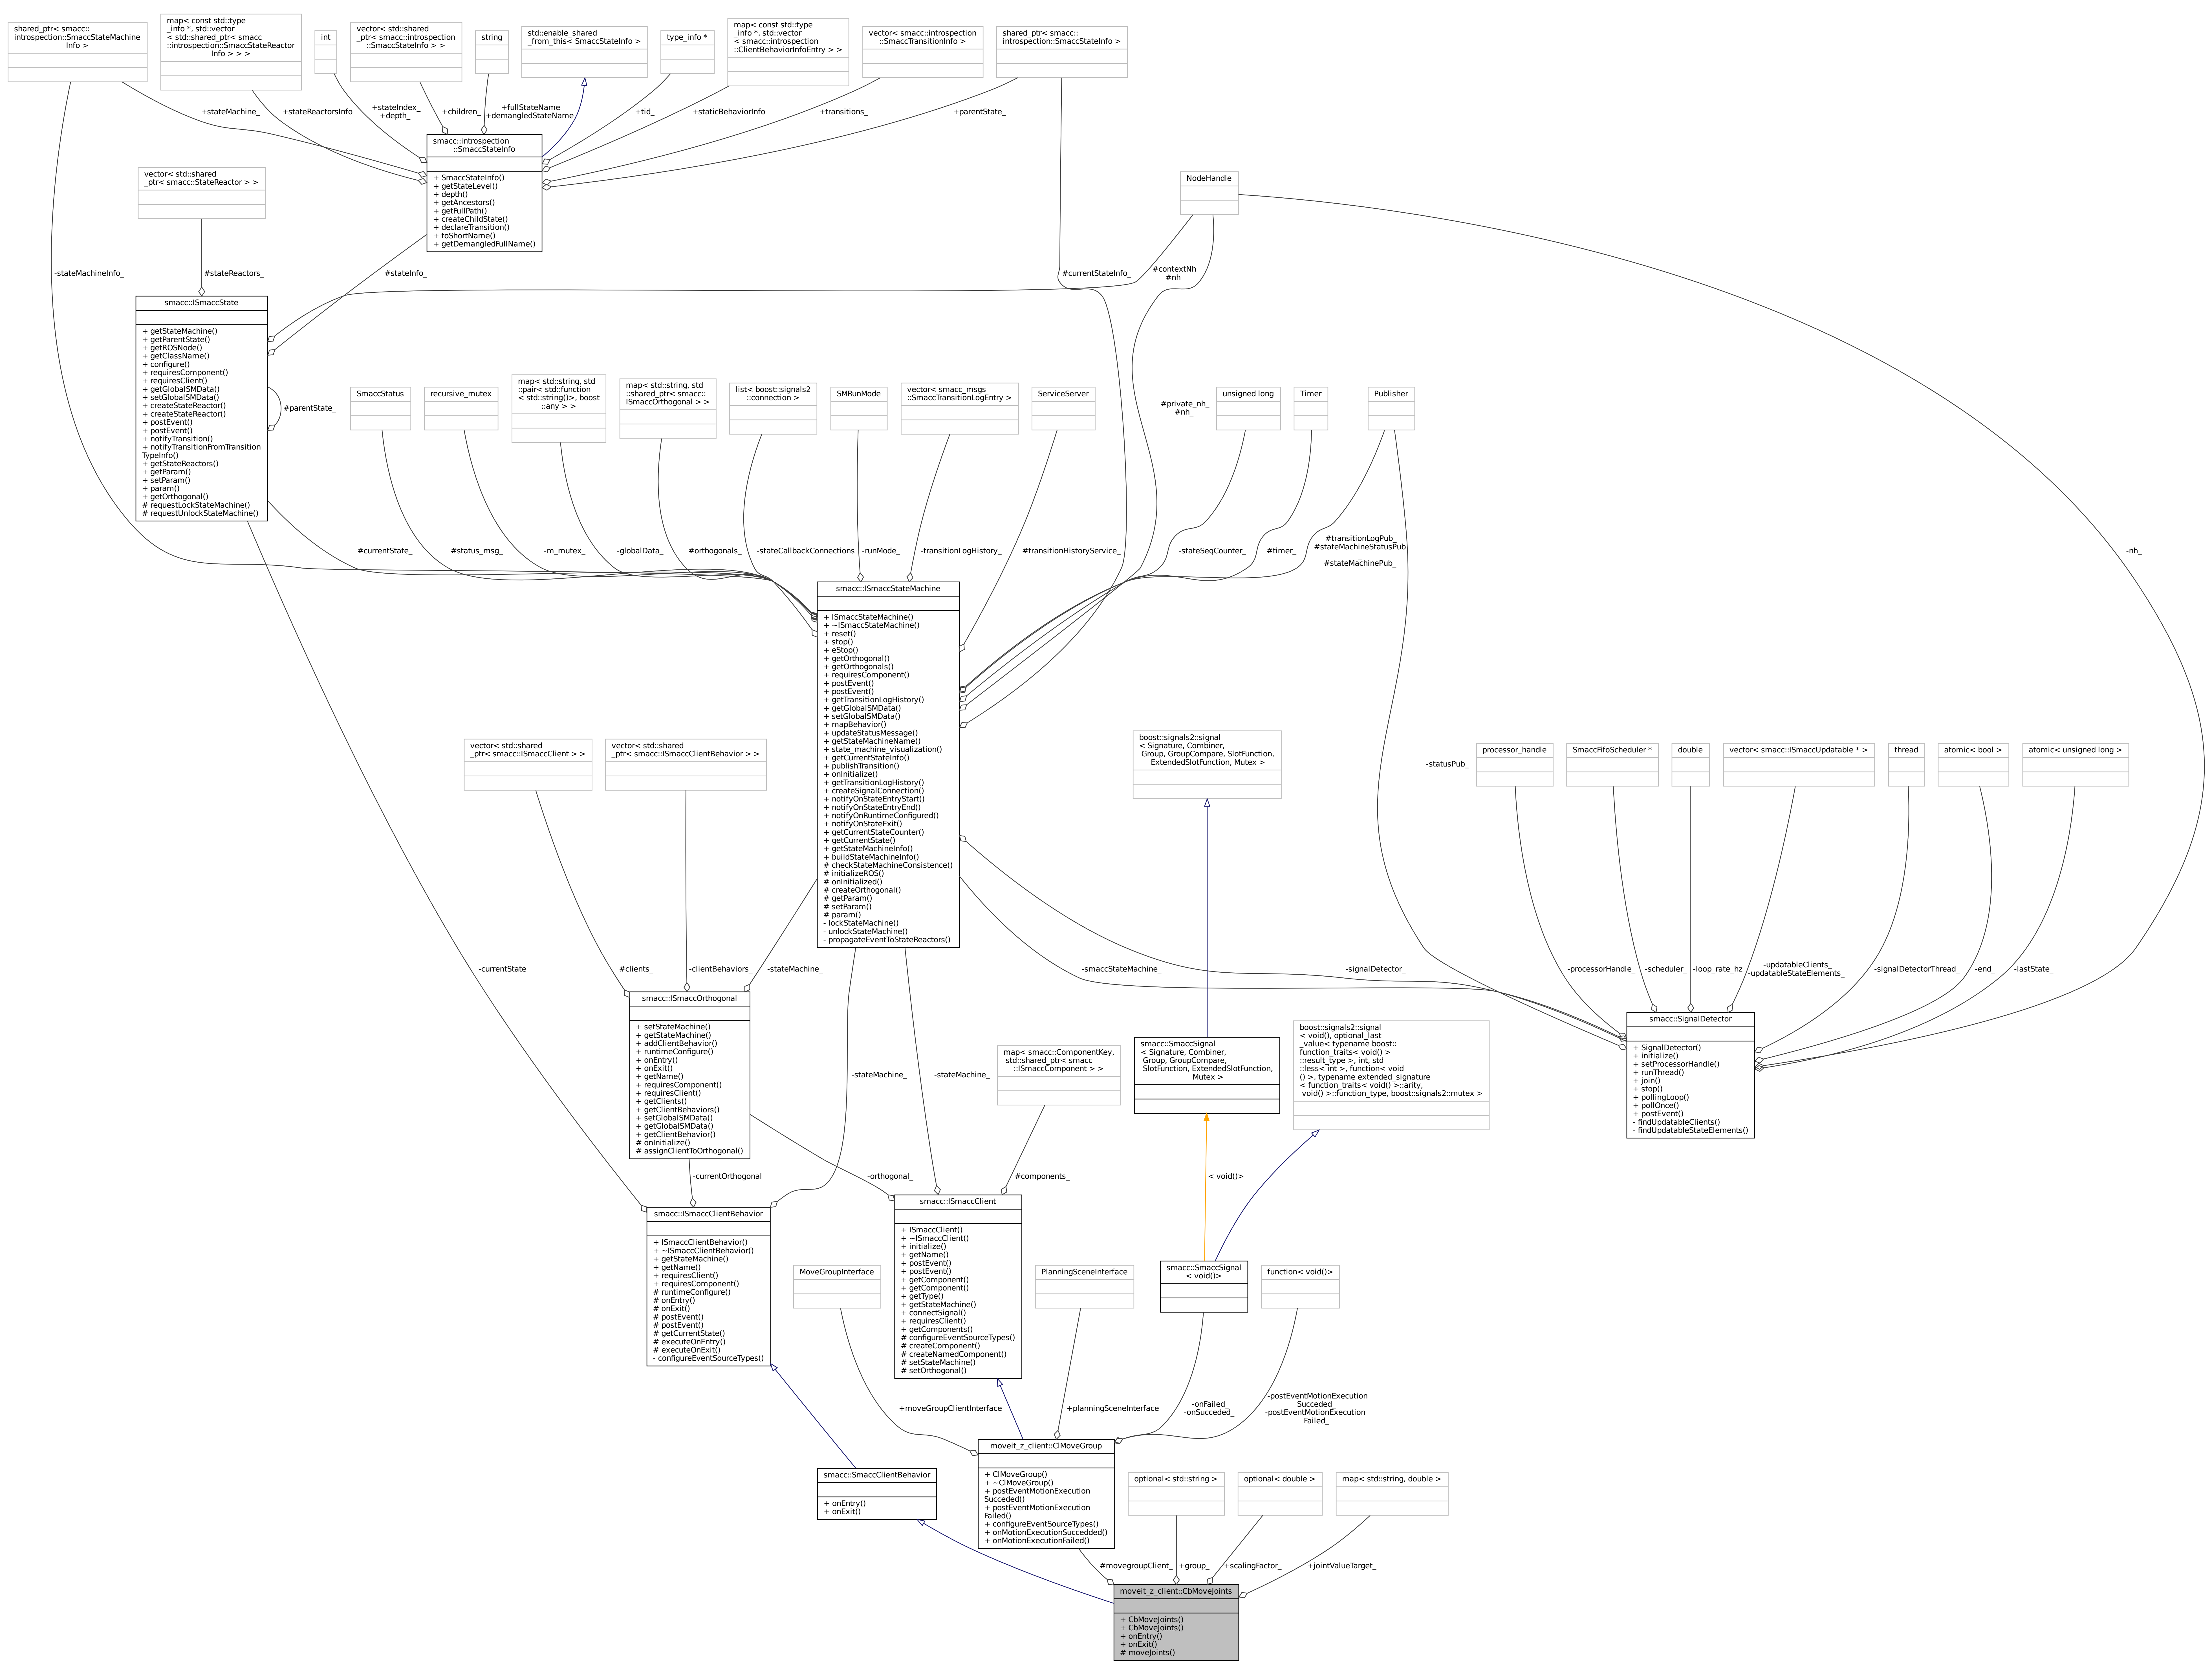 shared_ptr< smacc::
introspection::SmaccStateMachine
Info >
map< const std::type
_info *, std::vector
< std::shared_ptr< smacc
::introspection::SmaccStateReactor
Info > > >
int
vector< std::shared
_ptr< smacc::introspection
::SmaccStateInfo > >
string
std::enable_shared
_from_this< SmaccStateInfo >
type_info *
map< const std::type
_info *, std::vector
< smacc::introspection
::ClientBehaviorInfoEntry > >
vector< smacc::introspection
::SmaccTransitionInfo >
shared_ptr< smacc::
introspection::SmaccStateInfo >
+stateMachine_
+stateReactorsInfo
+stateIndex_
+depth_
+children_
+fullStateName
+demangledStateName
+tid_
+staticBehaviorInfo
+transitions_
+parentState_
smacc::introspection
::SmaccStateInfo
+ SmaccStateInfo()
+ getStateLevel()
+ depth()
+ getAncestors()
+ getFullPath()
+ createChildState()
+ declareTransition()
+ toShortName()
+ getDemangledFullName()
vector< std::shared
_ptr< smacc::StateReactor > >
NodeHandle
-stateMachineInfo_
#stateReactors_
#stateInfo_
#currentStateInfo_
#contextNh
#nh
smacc::ISmaccState
+ getStateMachine()
+ getParentState()
+ getROSNode()
+ getClassName()
+ configure()
+ requiresComponent()
+ requiresClient()
+ getGlobalSMData()
+ setGlobalSMData()
+ createStateReactor()
+ createStateReactor()
+ postEvent()
+ postEvent()
+ notifyTransition()
+ notifyTransitionFromTransition
TypeInfo()
+ getStateReactors()
+ getParam()
+ setParam()
+ param()
+ getOrthogonal()
# requestLockStateMachine()
# requestUnlockStateMachine()
#parentState_
SmaccStatus
recursive_mutex
map< std::string, std
::pair< std::function
< std::string()>, boost
::any > >
map< std::string, std
::shared_ptr< smacc::
ISmaccOrthogonal > >
list< boost::signals2
::connection >
SMRunMode
vector< smacc_msgs
::SmaccTransitionLogEntry >
ServiceServer
#private_nh_
#nh_
unsigned long
Timer
Publisher
#currentState_
#status_msg_
-m_mutex_
-globalData_
#orthogonals_
-stateCallbackConnections
-runMode_
-transitionLogHistory_
#transitionHistoryService_
-stateSeqCounter_
#timer_
#transitionLogPub_
#stateMachineStatusPub
_
#stateMachinePub_
-nh_
smacc::ISmaccStateMachine
+ ISmaccStateMachine()
+ ~ISmaccStateMachine()
+ reset()
+ stop()
+ eStop()
+ getOrthogonal()
+ getOrthogonals()
+ requiresComponent()
+ postEvent()
+ postEvent()
+ getTransitionLogHistory()
+ getGlobalSMData()
+ setGlobalSMData()
+ mapBehavior()
+ updateStatusMessage()
+ getStateMachineName()
+ state_machine_visualization()
+ getCurrentStateInfo()
+ publishTransition()
+ onInitialize()
+ getTransitionLogHistory()
+ createSignalConnection()
+ notifyOnStateEntryStart()
+ notifyOnStateEntryEnd()
+ notifyOnRuntimeConfigured()
+ notifyOnStateExit()
+ getCurrentStateCounter()
+ getCurrentState()
+ getStateMachineInfo()
+ buildStateMachineInfo()
# checkStateMachineConsistence()
# initializeROS()
# onInitialized()
# createOrthogonal()
# getParam()
# setParam()
# param()
- lockStateMachine()
- unlockStateMachine()
- propagateEventToStateReactors()
vector< std::shared
_ptr< smacc::ISmaccClient > >
vector< std::shared
_ptr< smacc::ISmaccClientBehavior > >
boost::signals2::signal
< Signature, Combiner,
Group, GroupCompare, SlotFunction,
ExtendedSlotFunction, Mutex >
-statusPub_
processor_handle
SmaccFifoScheduler *
double
vector< smacc::ISmaccUpdatable * >
thread
atomic< bool >
atomic< unsigned long >
-currentState
#clients_
-clientBehaviors_
-stateMachine_
-smaccStateMachine_
-signalDetector_
-processorHandle_
-scheduler_
-loop_rate_hz
-updatableClients_
-updatableStateElements_
-signalDetectorThread_
-end_
-lastState_
smacc::ISmaccOrthogonal
+ setStateMachine()
+ getStateMachine()
+ addClientBehavior()
+ runtimeConfigure()
+ onEntry()
+ onExit()
+ getName()
+ requiresComponent()
+ requiresClient()
+ getClients()
+ getClientBehaviors()
+ setGlobalSMData()
+ getGlobalSMData()
+ getClientBehavior()
# onInitialize()
# assignClientToOrthogonal()
-stateMachine_
-stateMachine_
map< smacc::ComponentKey,
std::shared_ptr< smacc
::ISmaccComponent > >
smacc::SmaccSignal
< Signature, Combiner,
Group, GroupCompare,
SlotFunction, ExtendedSlotFunction,
Mutex >
boost::signals2::signal
< void(), optional_last
_value< typename boost::
function_traits< void()>
::result_type >, int, std
::less< int >, function< void
() >, typename extended_signature
< function_traits< void() >::arity,
void() >::function_type, boost::signals2::mutex >
smacc::SignalDetector
+ SignalDetector()
+ initialize()
+ setProcessorHandle()
+ runThread()
+ join()
+ stop()
+ pollingLoop()
+ pollOnce()
+ postEvent()
- findUpdatableClients()
- findUpdatableStateElements()
-currentOrthogonal
-orthogonal_
#components_
< void()>
smacc::ISmaccClientBehavior
+ ISmaccClientBehavior()
+ ~ISmaccClientBehavior()
+ getStateMachine()
+ getName()
+ requiresClient()
+ requiresComponent()
# runtimeConfigure()
# onEntry()
# onExit()
# postEvent()
# postEvent()
# getCurrentState()
# executeOnEntry()
# executeOnExit()
- configureEventSourceTypes()
MoveGroupInterface
smacc::ISmaccClient
+ ISmaccClient()
+ ~ISmaccClient()
+ initialize()
+ getName()
+ postEvent()
+ postEvent()
+ getComponent()
+ getComponent()
+ getType()
+ getStateMachine()
+ connectSignal()
+ requiresClient()
+ getComponents()
# configureEventSourceTypes()
# createComponent()
# createNamedComponent()
# setStateMachine()
# setOrthogonal()
PlanningSceneInterface
smacc::SmaccSignal
< void()>
function< void()>
+moveGroupClientInterface
+planningSceneInterface
-onFailed_
-onSucceded_
-postEventMotionExecution
Succeded_
-postEventMotionExecution
Failed_
smacc::SmaccClientBehavior
+ onEntry()
+ onExit()
moveit_z_client::ClMoveGroup
+ ClMoveGroup()
+ ~ClMoveGroup()
+ postEventMotionExecution
Succeded()
+ postEventMotionExecution
Failed()
+ configureEventSourceTypes()
+ onMotionExecutionSuccedded()
+ onMotionExecutionFailed()
optional< std::string >
optional< double >
map< std::string, double >
#movegroupClient_
+group_
+scalingFactor_
+jointValueTarget_
moveit_z_client::CbMoveJoints
+ CbMoveJoints()
+ CbMoveJoints()
+ onEntry()
+ onExit()
# moveJoints()